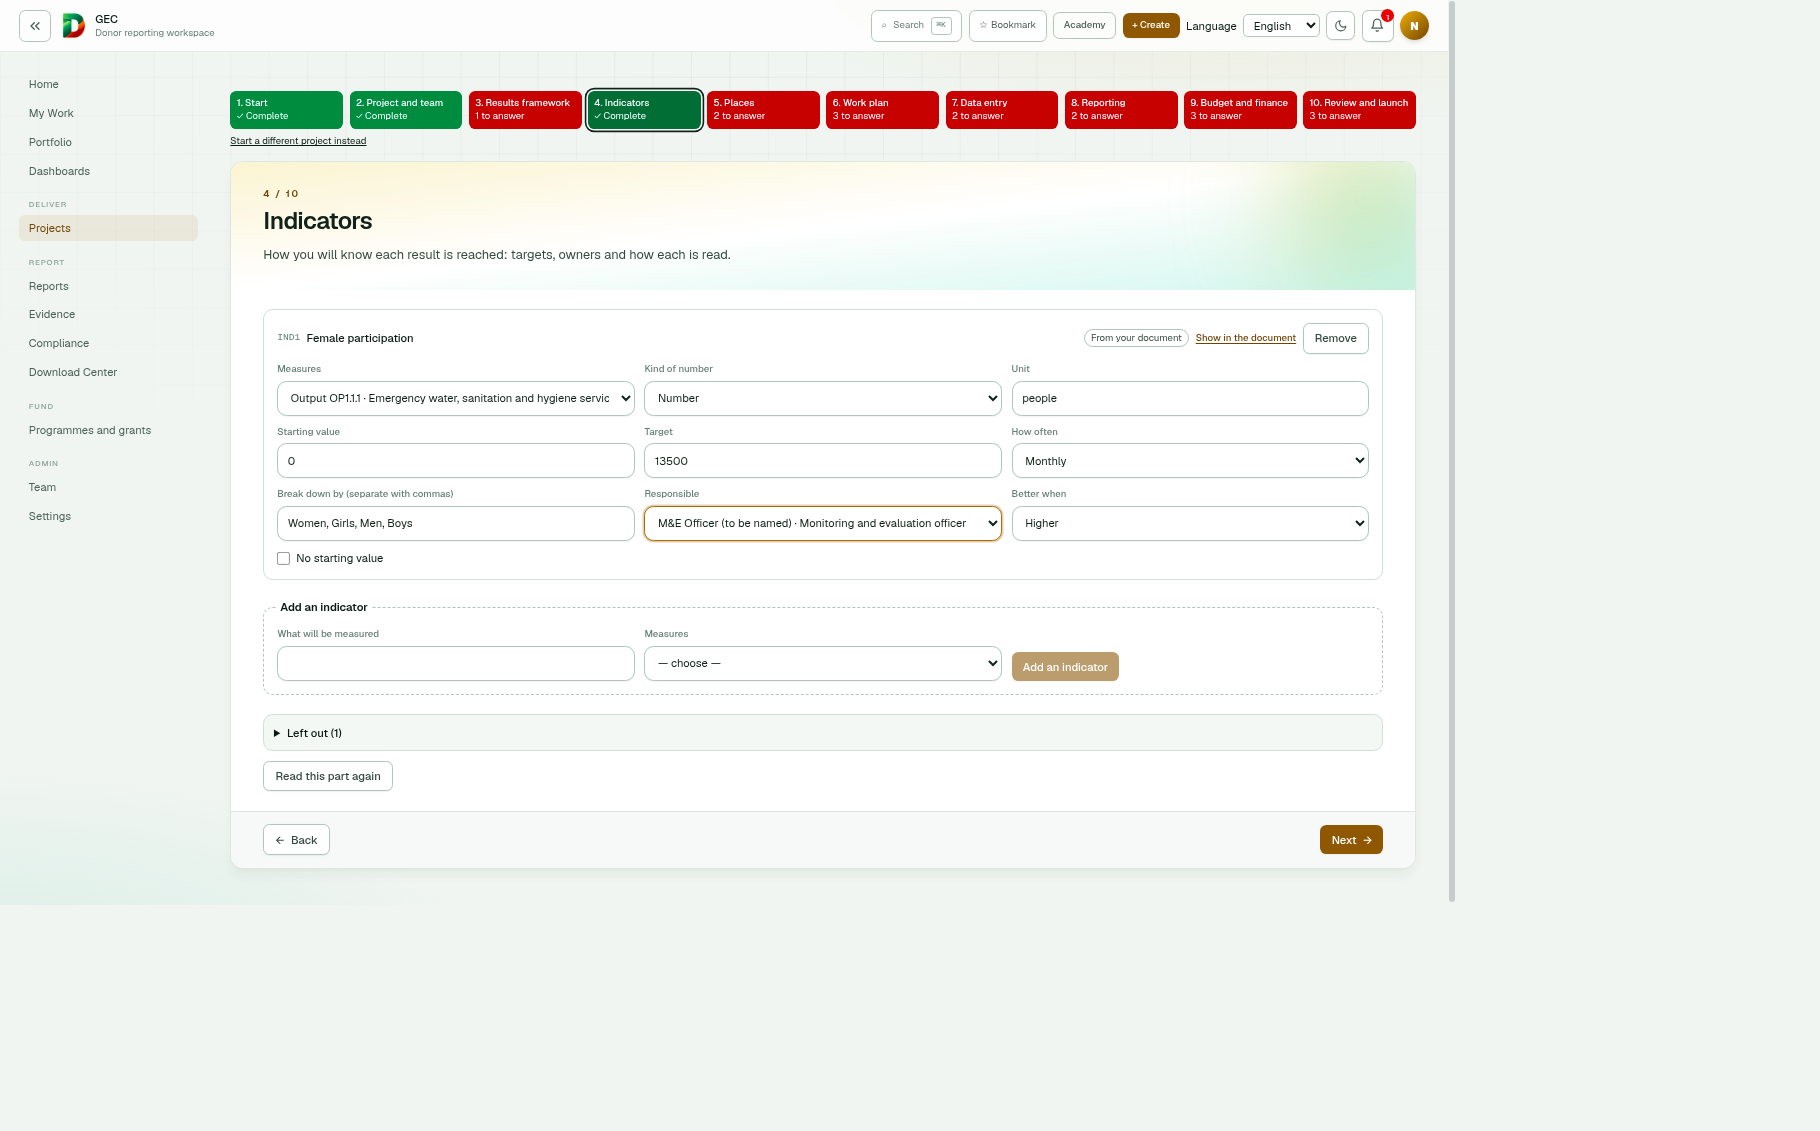 GEC
Donor reporting workspace
Search ⌘K
☆ Bookmark
Academy
+ Create
Language
English
1
N
Home
My Work
Portfolio
Dashboards
DELIVER
Projects
REPORT
Reports
Evidence
Compliance
Download Center
FUND
Programmes and grants
ADMIN
Team
Settings
1. Start
✓ Complete
2. Project and team
✓ Complete
3. Results framework
1 to answer
4. Indicators
✓ Complete
5. Places
2 to answer
6. Work plan
3 to answer
7. Data entry
2 to answer
8. Reporting
2 to answer
9. Budget and finance
3 to answer
10. Review and launch
3 to answer
Start a different project instead
4 / 10
Indicators
How you will know each result is reached: targets, owners and how each is read.
IND1 Female participation
From your document
Show in the document
Remove
Measures
Output OP1.1.1 · Emergency water, sanitation and hygiene servic
Kind of number
Number
Unit
people
Starting value
0
Target
13500
How often
Monthly
Break down by (separate with commas)
Women, Girls, Men, Boys
Responsible
M&E Officer (to be named) · Monitoring and evaluation officer
Better when
Higher
No starting value
Add an indicator
What will be measured
Measures
— choose —
Add an indicator
▶ Left out (1)
Read this part again
← Back
Next →